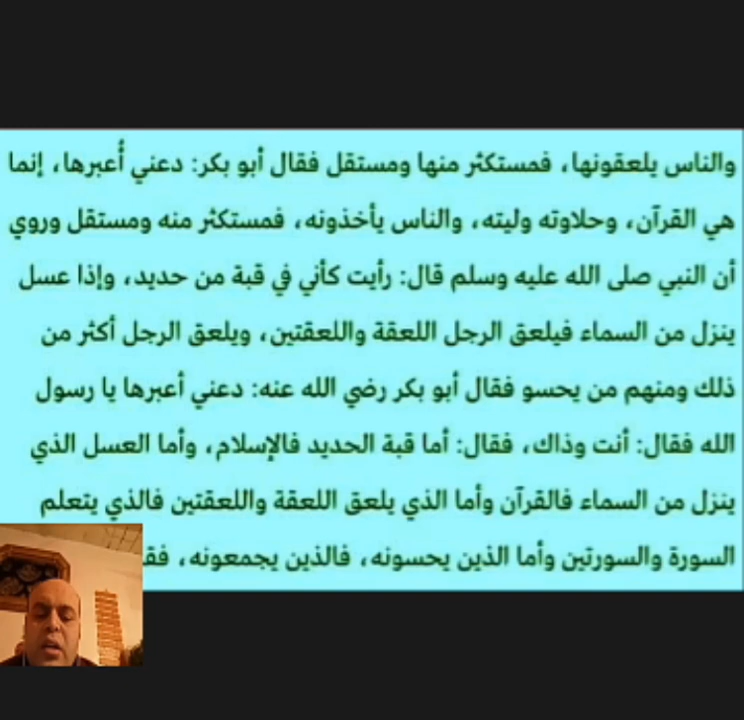 والناس يلعقونها، فمستكثر منها ومستقل فقال أبو بكر: دعني أُعبرها، إنما
هي القرآن، وحلاوته وليته، والناس يأخذونه، فمستكثر منه ومستقل وروي
أن النبي صلى الله عليه وسلم قال: رأيت كأني في قبة من حديد، وإذا عسل
ينزل من السماء فيلعق الرجل اللعقة واللعقتين، ويلعق الرجل أكثر من
ذلك ومنهم من يحسو فقال أبو بكر رضي الله عنه: دعني أعبرها يا رسول
الله فقال: أنت وذاك، فقال: أما قبة الحديد فالإسلام، وأما العسل الذي
ينزل من السماء فالقرآن وأما الذي يلعق اللعقة واللعقتين فالذي يتعلم
السورة والسورتين وأما الذين يحسونه، فالذين يجمعونه،